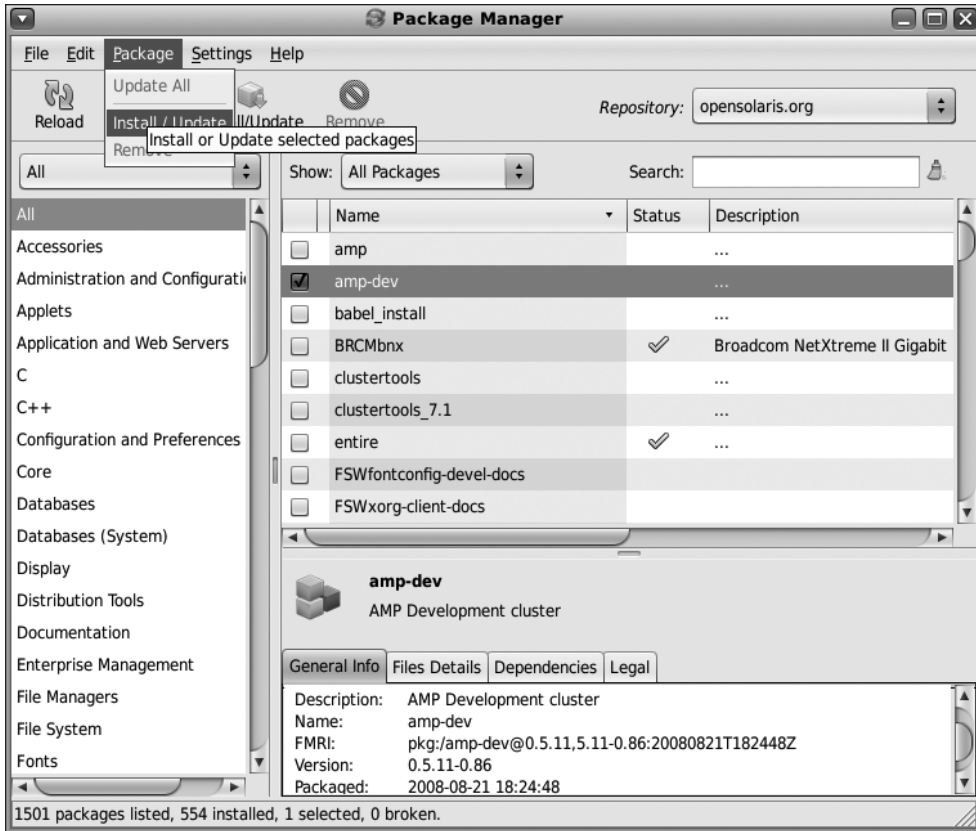 Package Manager
File Edit Package Settings Help
Update All
Install / Update
Install or Update selected packages
Remove
Reload
ll/Update
Remove
Repository: opensolaris.org
All
Show: All Packages
Search:
All
Accessories
Administration and Configurati
Applets
Application and Web Servers
C
C++
Configuration and Preferences
Core
Databases
Databases (System)
Display
Distribution Tools
Documentation
Enterprise Management
File Managers
File System
Fonts
Name Status Description
amp ...
amp-dev ...
babel_install ...
BRCMbnx Broadcom NetXtreme II Gigabit
clustertools ...
clustertools_7.1 ...
entire ...
FSWfontconfig-devel-docs
FSWxorg-client-docs
amp-dev
AMP Development cluster
General Info Files Details Dependencies Legal
Description: AMP Development cluster
Name: amp-dev
FMRI: pkg:/amp-dev@0.5.11,5.11-0.86:20080821T182448Z
Version: 0.5.11-0.86
Packaged: 2008-08-21 18:24:48
1501 packages listed, 554 installed, 1 selected, 0 broken.